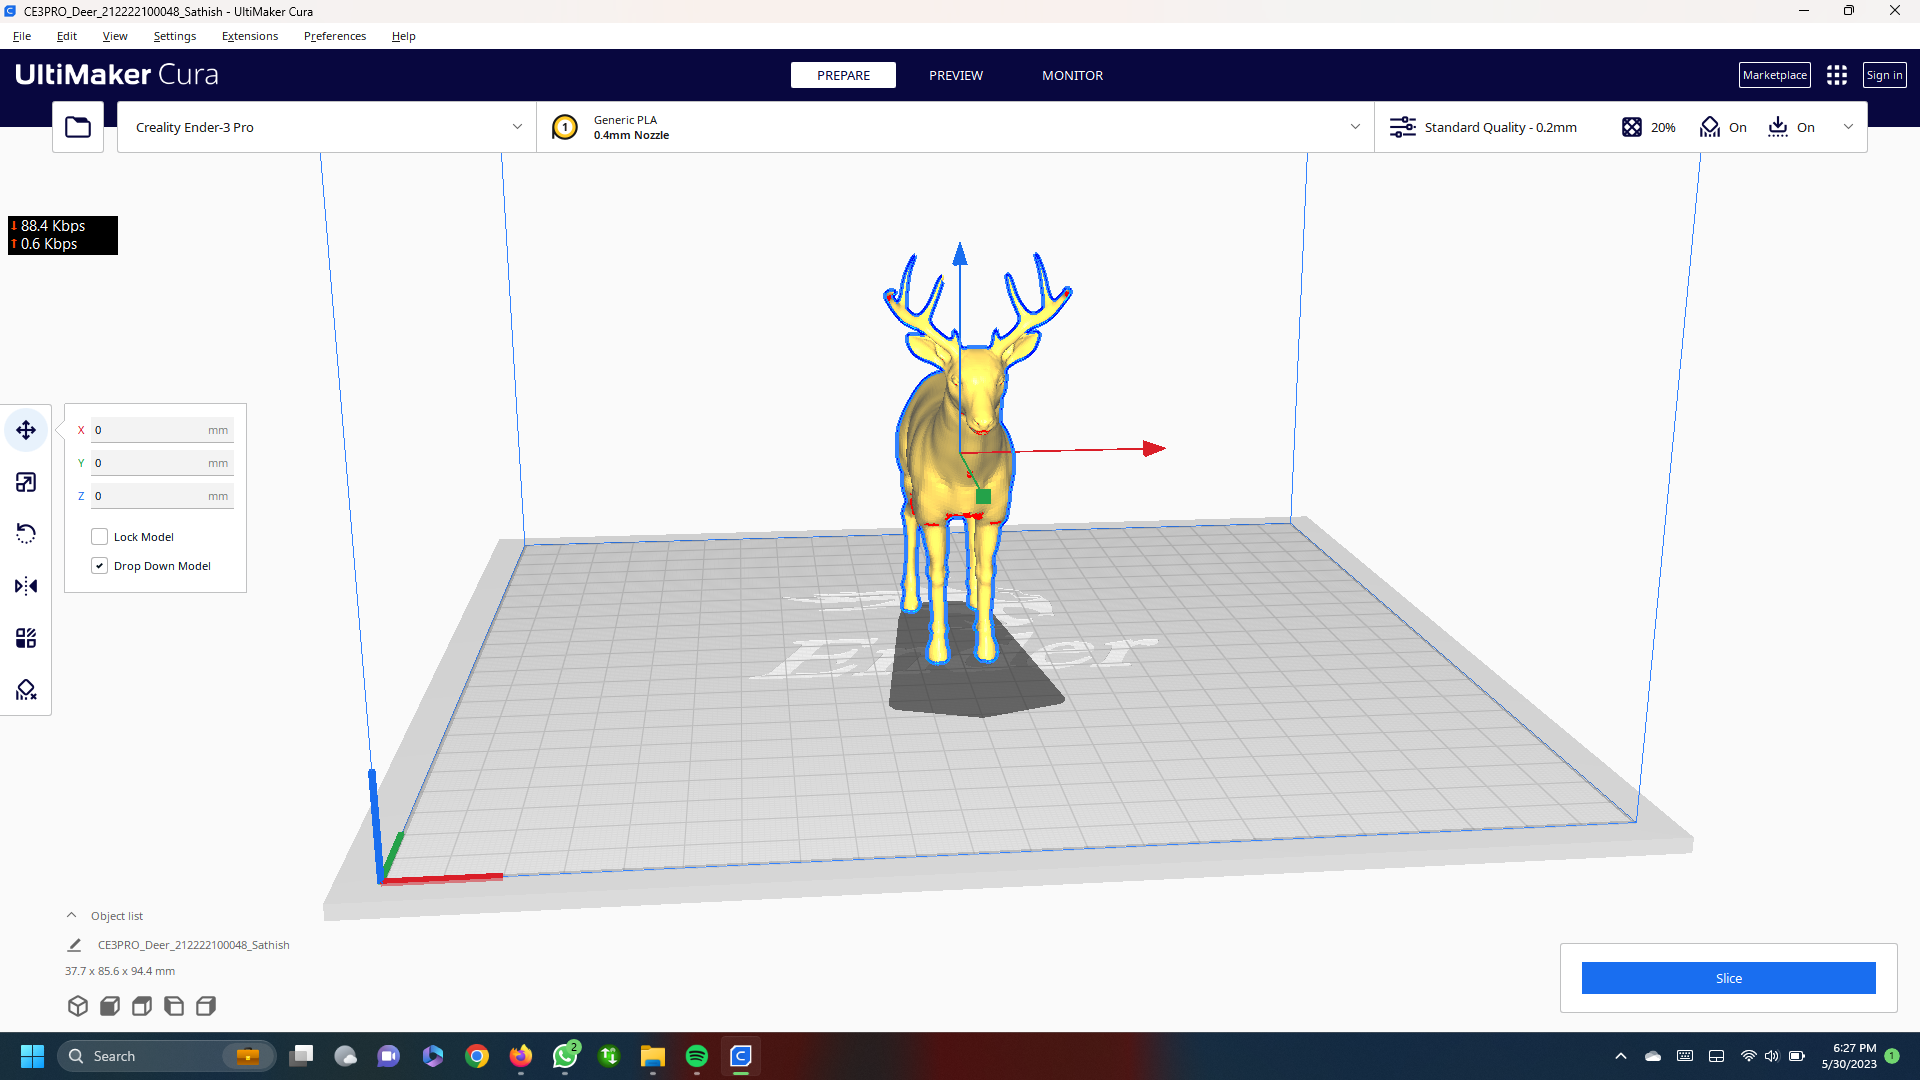 CE3PRO_Deer_212222100048_Sathish - UltiMaker Cura
File Edit View Settings Extensions Preferences Help
UltiMaker Cura
PREPARE PREVIEW MONITOR
Marketplace
Sign in
Creality Ender-3 Pro
1
Generic PLA
0.4mm Nozzle
Standard Quality - 0.2mm
20%
On
On
↓ 88.4 Kbps
↑ 0.6 Kbps
X 0 mm
Y 0 mm
Z 0 mm
Lock Model
Drop Down Model
Ender
Object list
CE3PRO_Deer_212222100048_Sathish
37.7 x 85.6 x 94.4 mm
Slice
Search
2
6:27 PM
5/30/2023
1